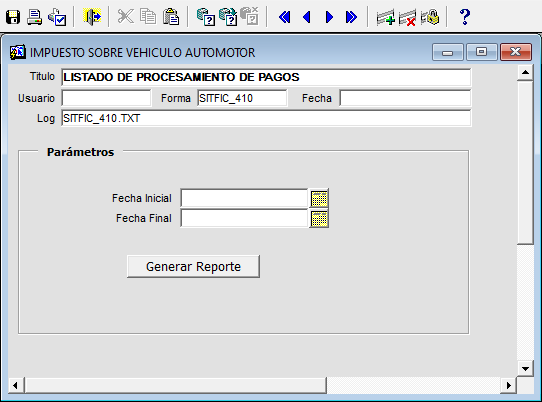 IMPUESTO SOBRE VEHICULO AUTOMOTOR
Titulo LISTADO DE PROCESAMIENTO DE PAGOS
Usuario Forma SITFIC_410 Fecha
Log SITFIC_410.TXT
Parámetros
Fecha Inicial
Fecha Final
Generar Reporte